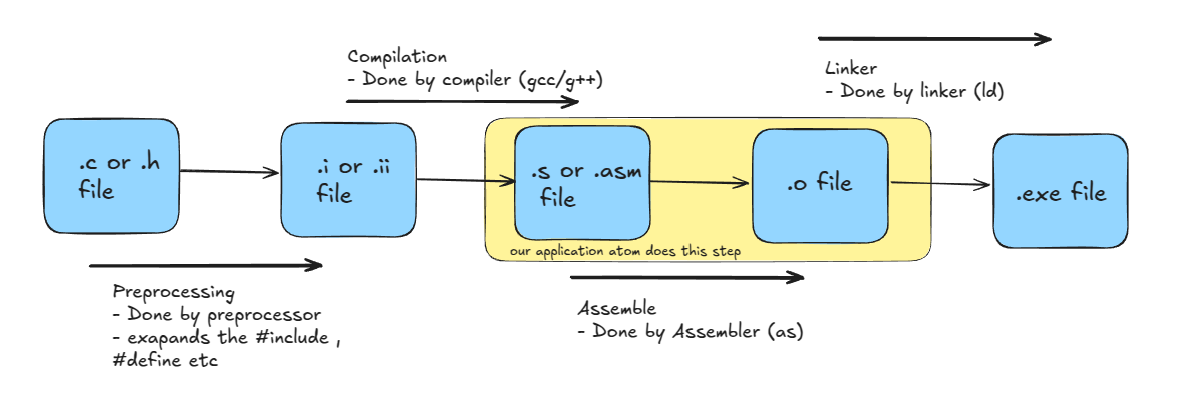 Compilation
- Done by compiler (gcc/g++)
Linker
- Done by linker (ld)
.c or .h
file
.i or .ii
file
.s or .asm
file
.o file
.exe file
our application atom does this step
Preprocessing
- Done by preprocessor
- exapands the #include ,
#define etc
Assemble
- Done by Assembler (as)